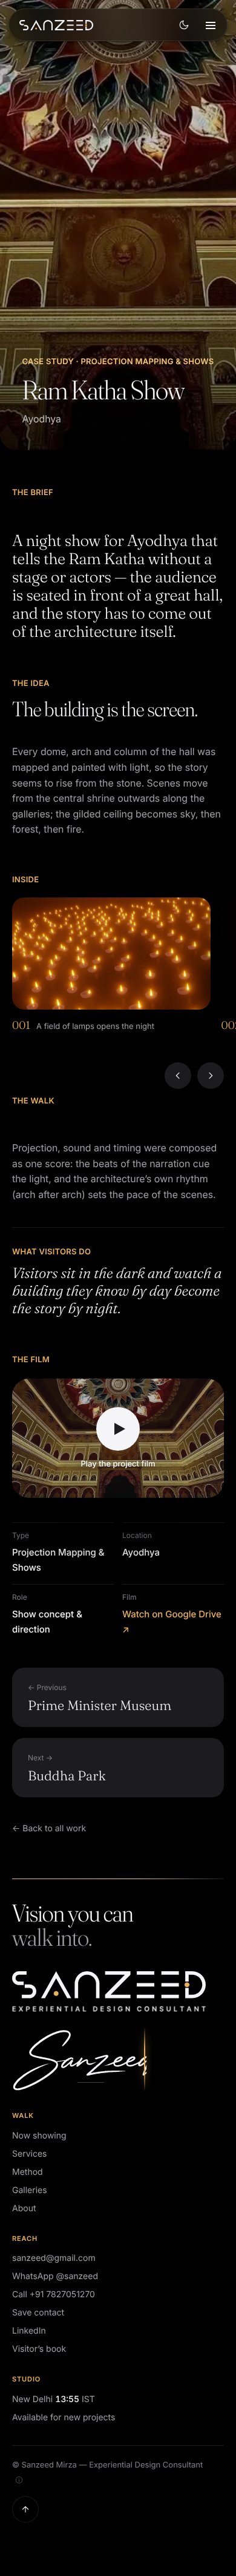 SANZEED
CASE STUDY · PROJECTION MAPPING & SHOWS
Ram Katha Show
Ayodhya
THE BRIEF
A night show for Ayodhya that
tells the Ram Katha without a
stage or actors — the audience
is seated in front of a great hall,
and the story has to come out
of the architecture itself.
THE IDEA
The building is the screen.
Every dome, arch and column of the hall was
mapped and painted with light, so the story
seems to rise from the stone. Scenes move
from the central shrine outwards along the
galleries; the gilded ceiling becomes sky, then
forest, then fire.
INSIDE
001 A field of lamps opens the night
THE WALK
Projection, sound and timing were composed
as one score: the beats of the narration cue
the light, and the architecture's own rhythm
(arch after arch) sets the pace of the scenes.
WHAT VISITORS DO
Visitors sit in the dark and watch a
building they know by day become
the story by night.
THE FILM
Play the project film
Type
Projection Mapping &
Shows
Location
Ayodhya
Role
Show concept &
direction
Film
Watch on Google Drive
↗
← Previous
Prime Minister Museum
Next →
Buddha Park
← Back to all work
Vision you can
walk into.
SANZEED
EXPERIENTIAL DESIGN CONSULTANT
Sanzeed
WALK
Now showing
Services
Method
Galleries
About
REACH
sanzeed@gmail.com
WhatsApp @sanzeed
Call +91 7827051270
Save contact
LinkedIn
Visitor's book
STUDIO
New Delhi 13:55 IST
Available for new projects
© Sanzeed Mirza — Experiential Design Consultant